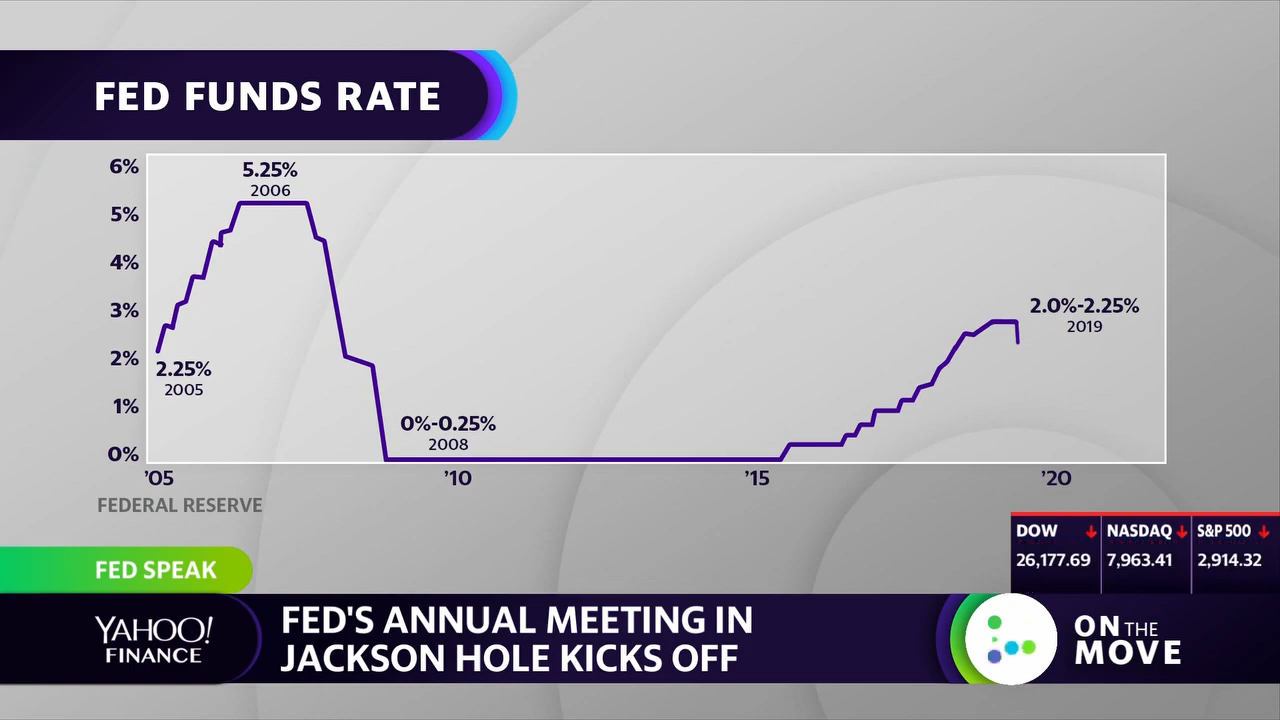 FED FUNDS RATE
6%
5%
4%
3%
2%
1%
0%
5.25%
2006
2.25%
2005
0%-0.25%
2008
2.0%-2.25%
2019
'05
'10
'15
'20
FEDERAL RESERVE
DOW
NASDAQ
S&P 500
26,177.69
7,963.41
2,914.32
FED SPEAK
YAHOO!
FINANCE
FED'S ANNUAL MEETING IN
JACKSON HOLE KICKS OFF
ON THE
MOVE